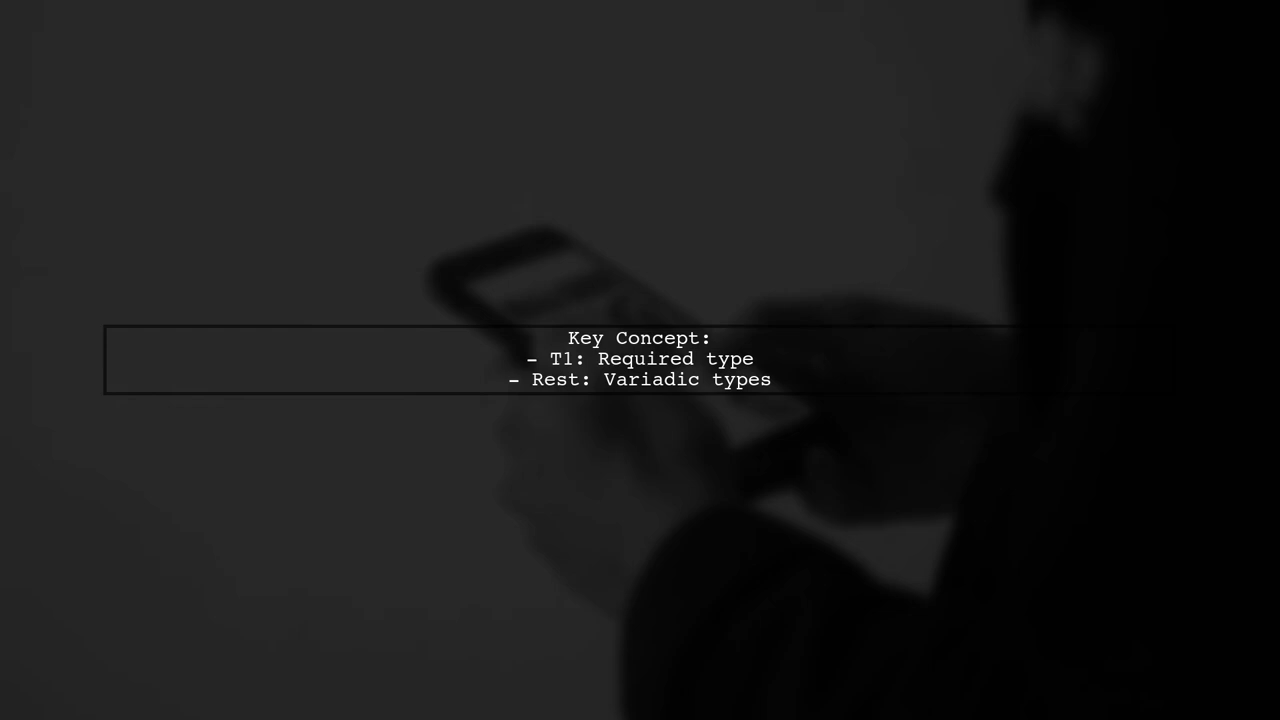 Key Concept:
- T1: Required type
- Rest: Variadic types